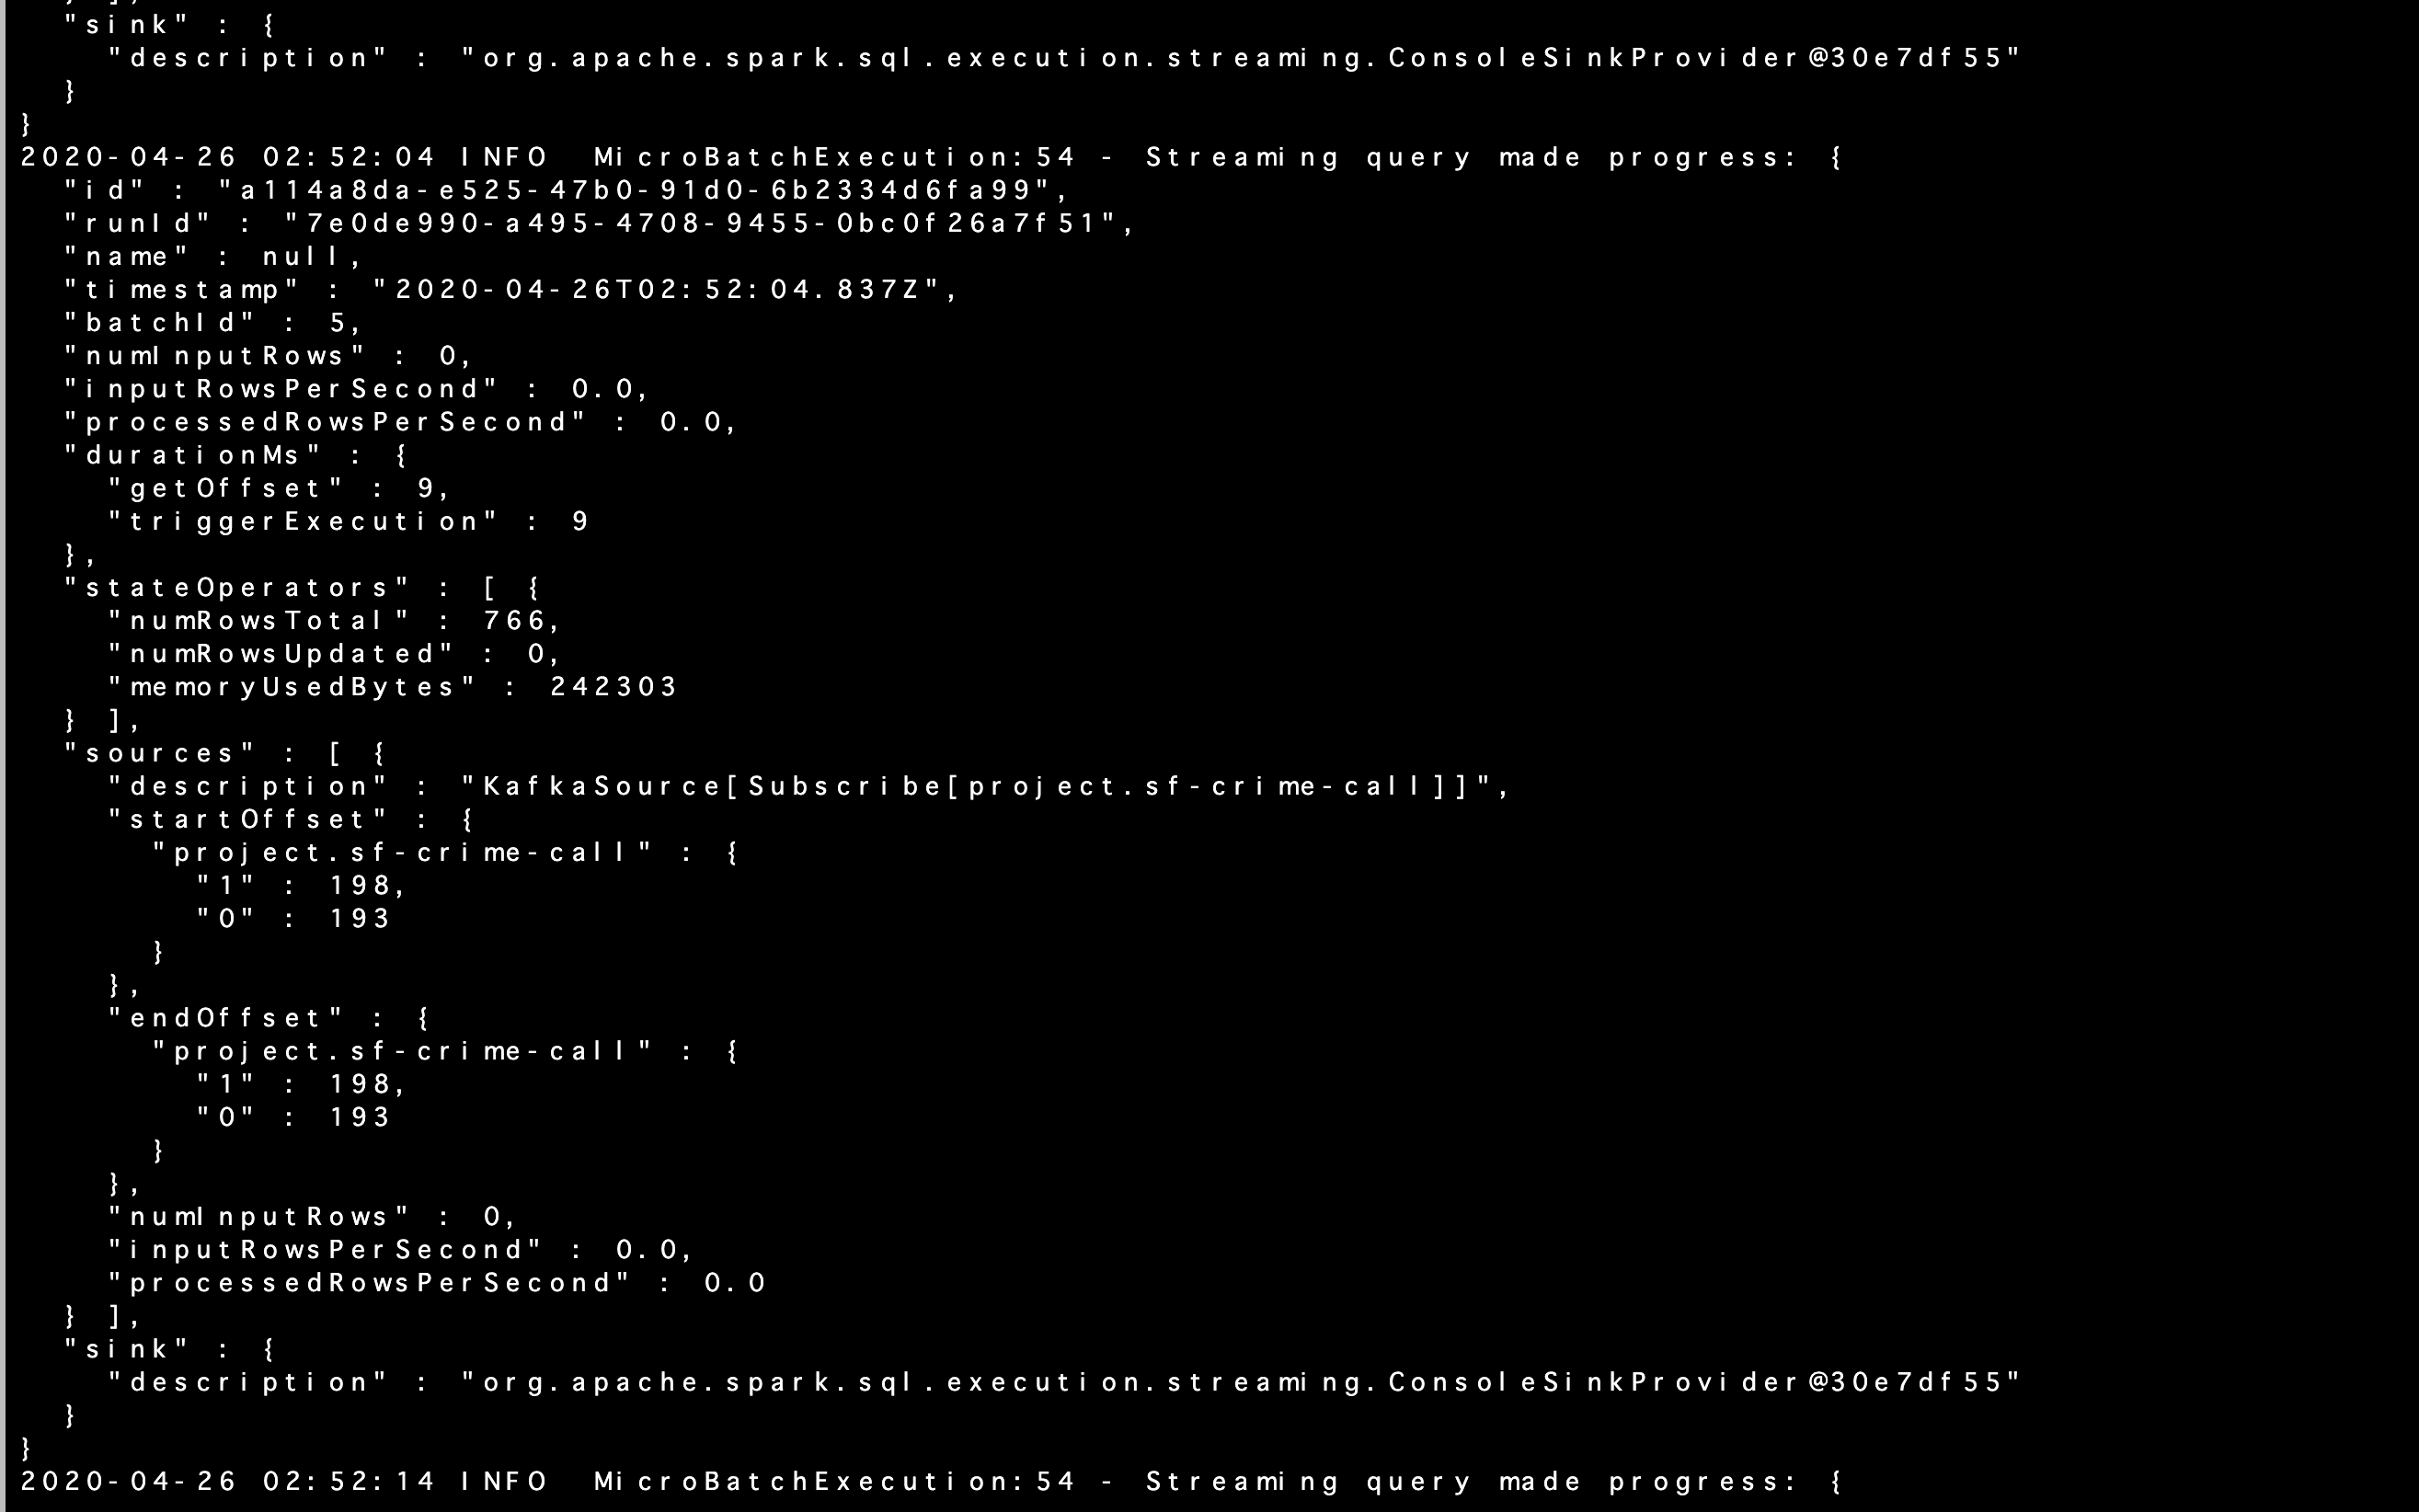 } ],
  "sink" : {
    "description" : "org.apache.spark.sql.execution.streaming.ConsoleSinkProvider@30e7df55"
  }
}
2020-04-26 02:52:04 INFO  MicroBatchExecution:54 - Streaming query made progress: {
  "id" : "a114a8da-e525-47b0-91d0-6b2334d6fa99",
  "runId" : "7e0de990-a495-4708-9455-0bc0f26a7f51",
  "name" : null,
  "timestamp" : "2020-04-26T02:52:04.837Z",
  "batchId" : 5,
  "numInputRows" : 0,
  "inputRowsPerSecond" : 0.0,
  "processedRowsPerSecond" : 0.0,
  "durationMs" : {
    "getOffset" : 9,
    "triggerExecution" : 9
  },
  "stateOperators" : [ {
    "numRowsTotal" : 766,
    "numRowsUpdated" : 0,
    "memoryUsedBytes" : 242303
  } ],
  "sources" : [ {
    "description" : "KafkaSource[Subscribe[project.sf-crime-call]]",
    "startOffset" : {
      "project.sf-crime-call" : {
        "1" : 198,
        "0" : 193
      }
    },
    "endOffset" : {
      "project.sf-crime-call" : {
        "1" : 198,
        "0" : 193
      }
    },
    "numInputRows" : 0,
    "inputRowsPerSecond" : 0.0,
    "processedRowsPerSecond" : 0.0
  } ],
  "sink" : {
    "description" : "org.apache.spark.sql.execution.streaming.ConsoleSinkProvider@30e7df55"
  }
}
2020-04-26 02:52:14 INFO  MicroBatchExecution:54 - Streaming query made progress: {